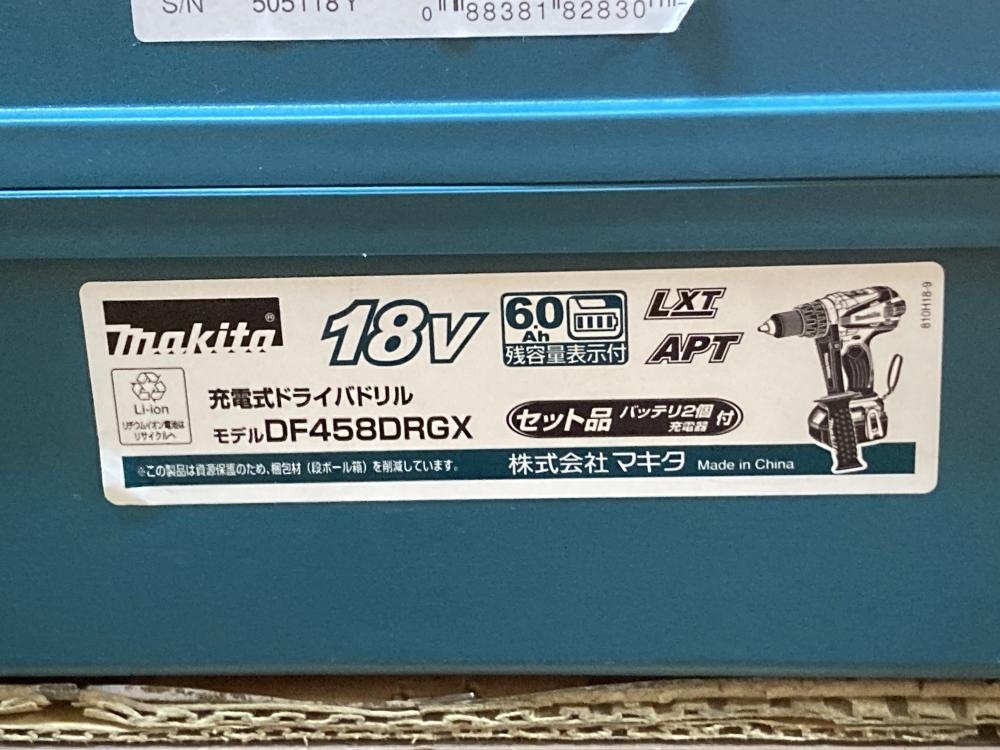 S/N 505118Y
0 88381 82830
makita®
18V
6.0
Ah
残容量表示付
LXT
APT
Li-ion
リチウムイオン電池は
リサイクルへ
充電式ドライバドリル
モデルDF458DRGX
セット品 バッテリ2個
充電器 付
※この製品は資源保護のため、梱包材(段ボール箱)を削減しています。
株式会社マキタ Made in China
810H18-9